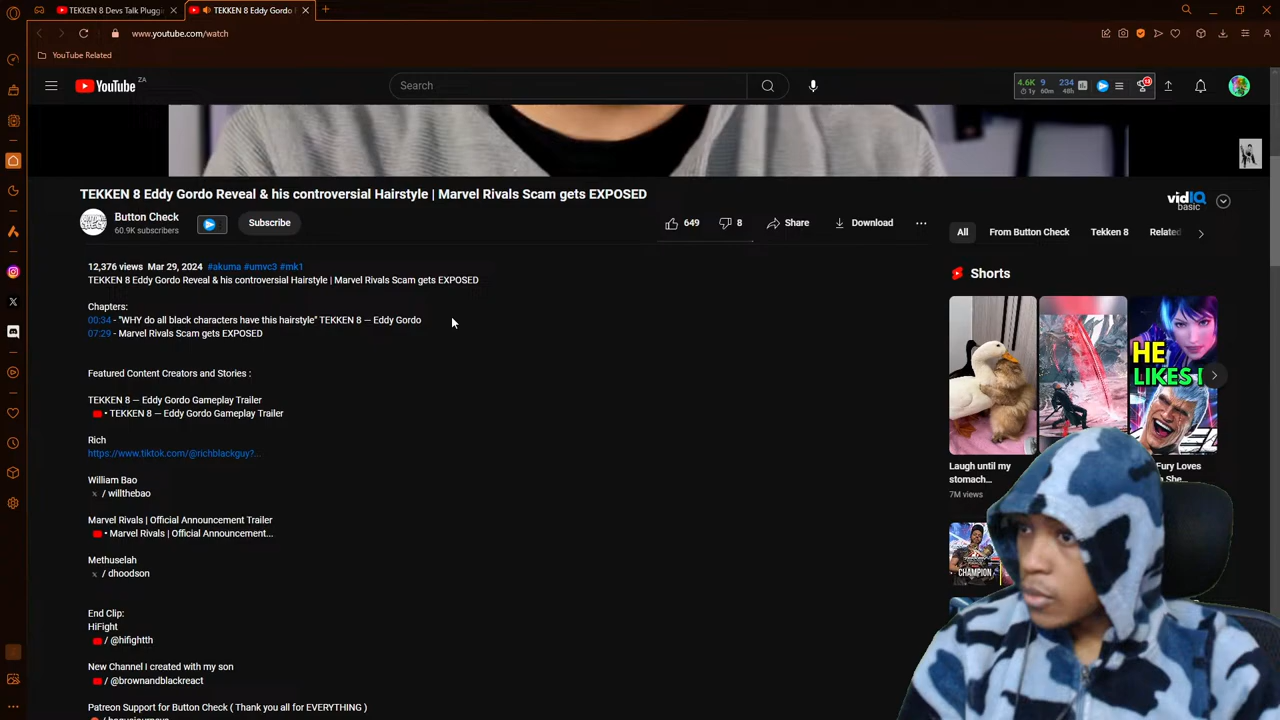 TEKKEN 8 Devs Talk Pluggin
TEKKEN 8 Eddy Gordo
www.youtube.com/watch
YouTube Related
YouTube ZA
Search
4.6K 9 234
1y 60m 48h
TEKKEN 8 Eddy Gordo Reveal & his controversial Hairstyle | Marvel Rivals Scam gets EXPOSED
vidIQ
basic
Button Check
60.9K subscribers
Subscribe
649
8
Share
Download
All
From Button Check
Tekken 8
Related
12,376 views Mar 29, 2024 #akuma #umvc3 #mk1
TEKKEN 8 Eddy Gordo Reveal & his controversial Hairstyle | Marvel Rivals Scam gets EXPOSED
Chapters:
00:34 - "WHY do all black characters have this hairstyle" TEKKEN 8 — Eddy Gordo
07:29 - Marvel Rivals Scam gets EXPOSED
Featured Content Creators and Stories :
TEKKEN 8 — Eddy Gordo Gameplay Trailer
• TEKKEN 8 — Eddy Gordo Gameplay Trailer
Rich
https://www.tiktok.com/@richblackguy?...
William Bao
/ willthebao
Marvel Rivals | Official Announcement Trailer
• Marvel Rivals | Official Announcement...
Methuselah
/ dhoodson
End Clip:
HiFight
/ @hifightth
New Channel I created with my son
/ @brownandblackreact
Patreon Support for Button Check ( Thank you all for EVERYTHING )
Shorts
HE
LIKES
Laugh until my
stomach...
7M views
Fury Loves
She
CHAMPION